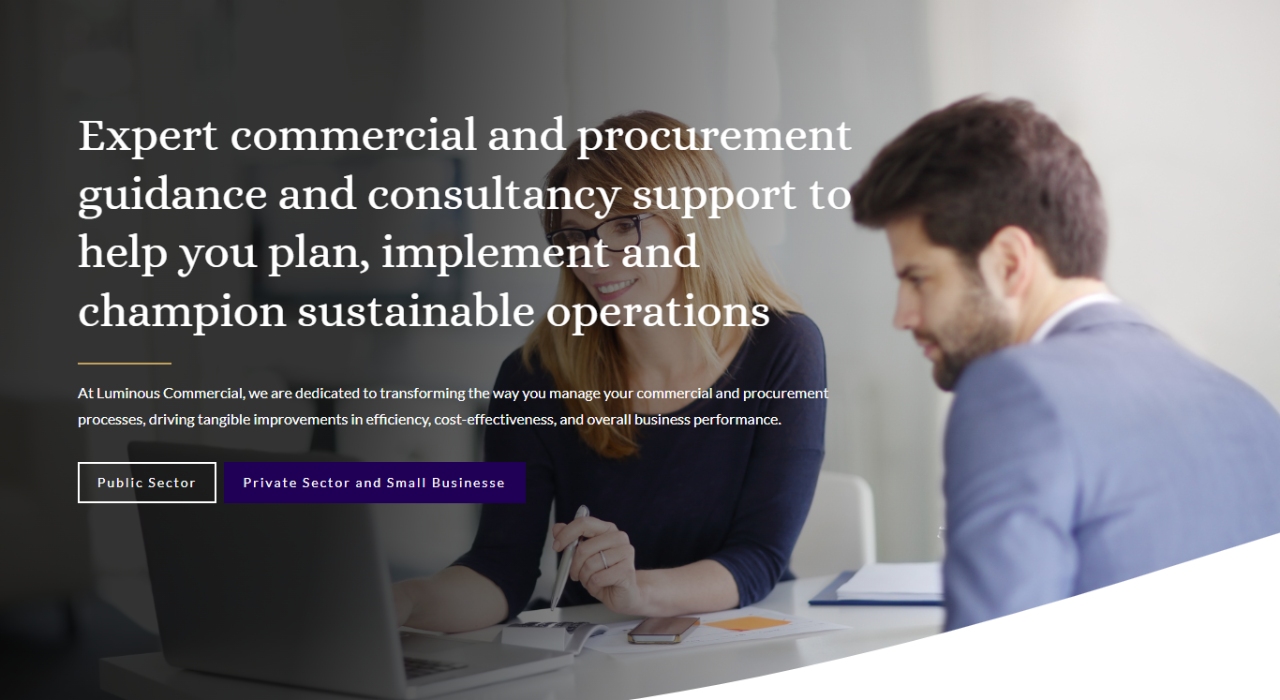 Expert commercial and procurement
guidance and consultancy support to
help you plan, implement and
champion sustainable operations
At Luminous Commercial, we are dedicated to transforming the way you manage your commercial and procurement
processes, driving tangible improvements in efficiency, cost-effectiveness, and overall business performance.
Public Sector
Private Sector and Small Businesse